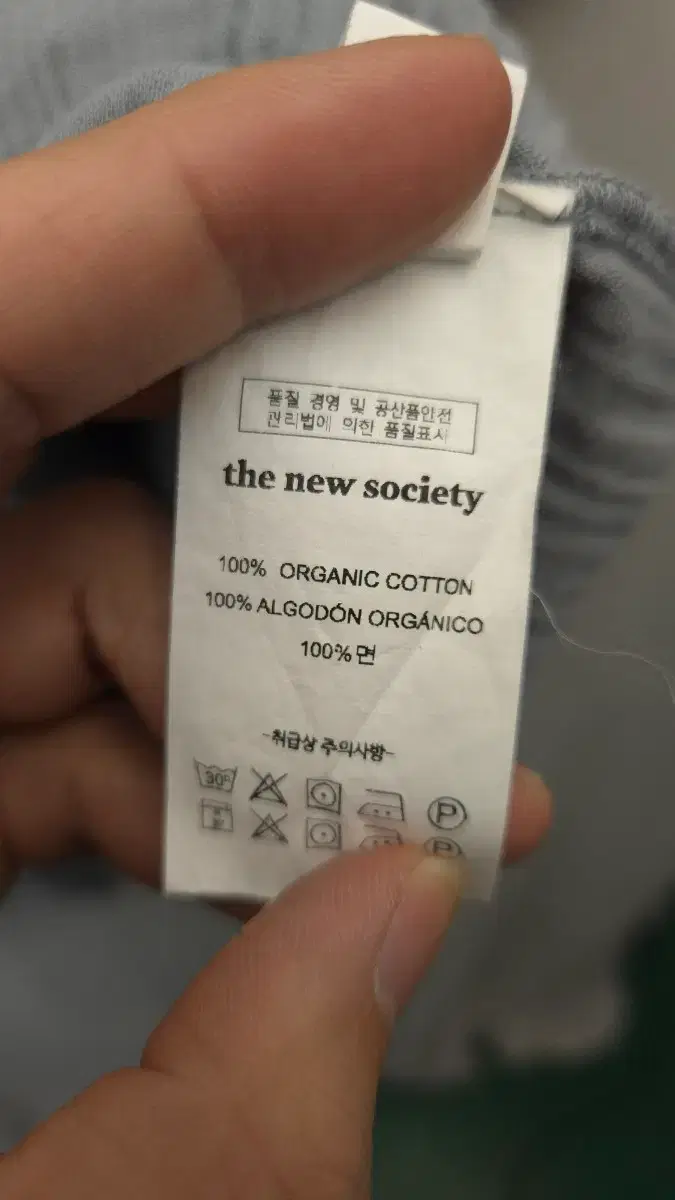 품질 경영 및 공산품안전
관리법에 의한 품질표시
the new society
100% ORGANIC COTTON
100% ALGODÓN ORGÁNICO
100% 면
-취급상 주의사항-
30° P
P